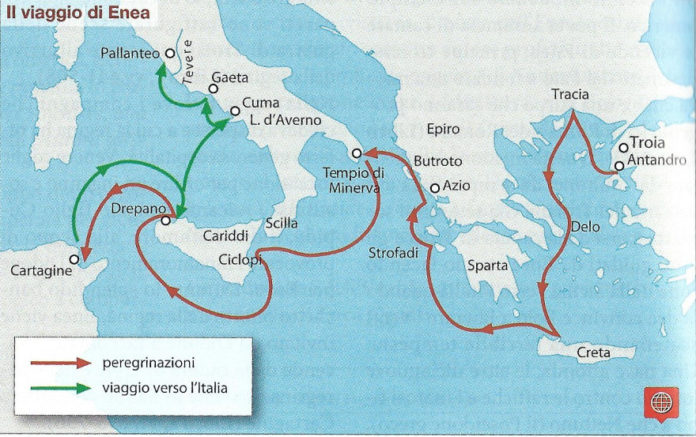 Il viaggio di Enea
Pallanteo
Tevere
Gaeta
Cuma
L. d'Averno
Tracia
Epiro
Troia
Antandro
Butroto
Tempio di
Minerva
Azio
Drepano
Scilla
Cariddi
Ciclopi
Delo
Strofadi
Sparta
Cartagine
Creta
peregrinazioni
viaggio verso l'Italia